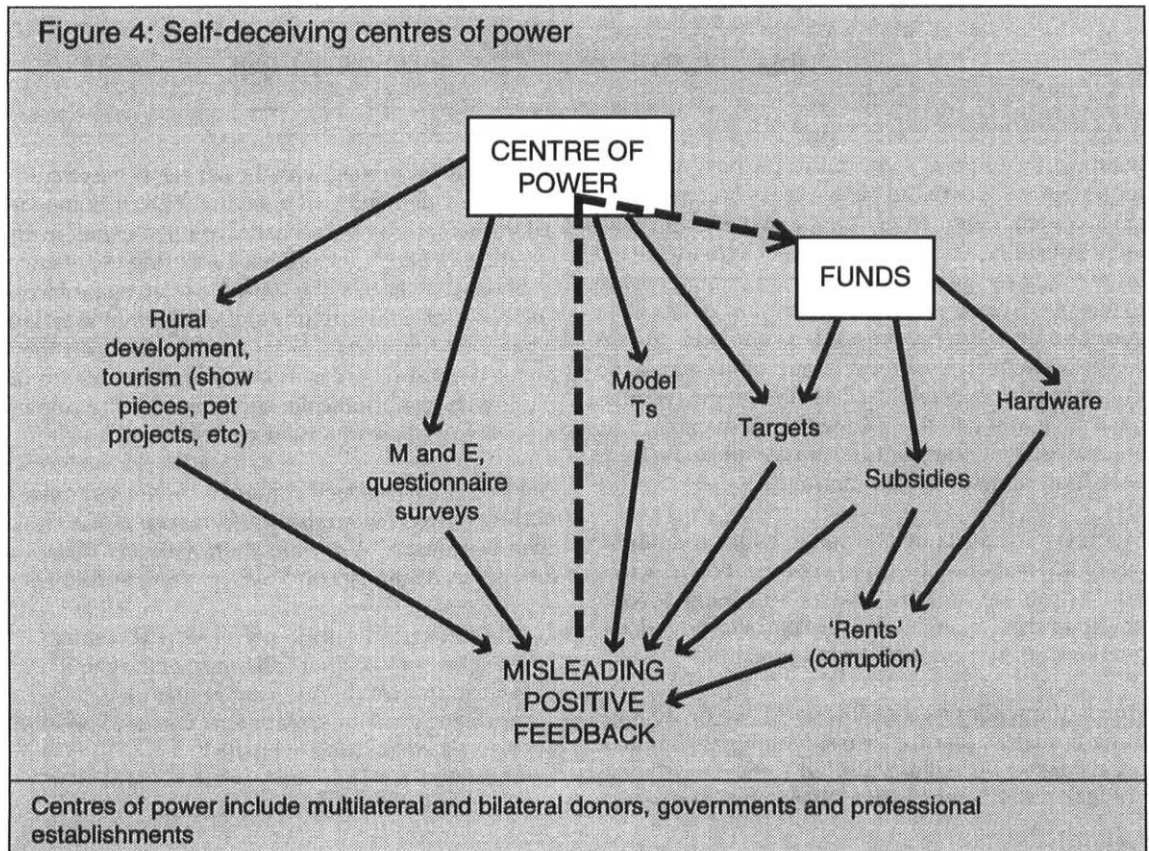 Figure 4: Self-deceiving centres of power
CENTRE OF
POWER
FUNDS
Rural
development,
tourism (show
pieces, pet
projects, etc)
M and E,
questionnaire
surveys
Model
Ts
Targets
Hardware
Subsidies
'Rents'
(corruption)
MISLEADING
POSITIVE
FEEDBACK
Centres of power include multilateral and bilateral donors, governments and professional
establishments